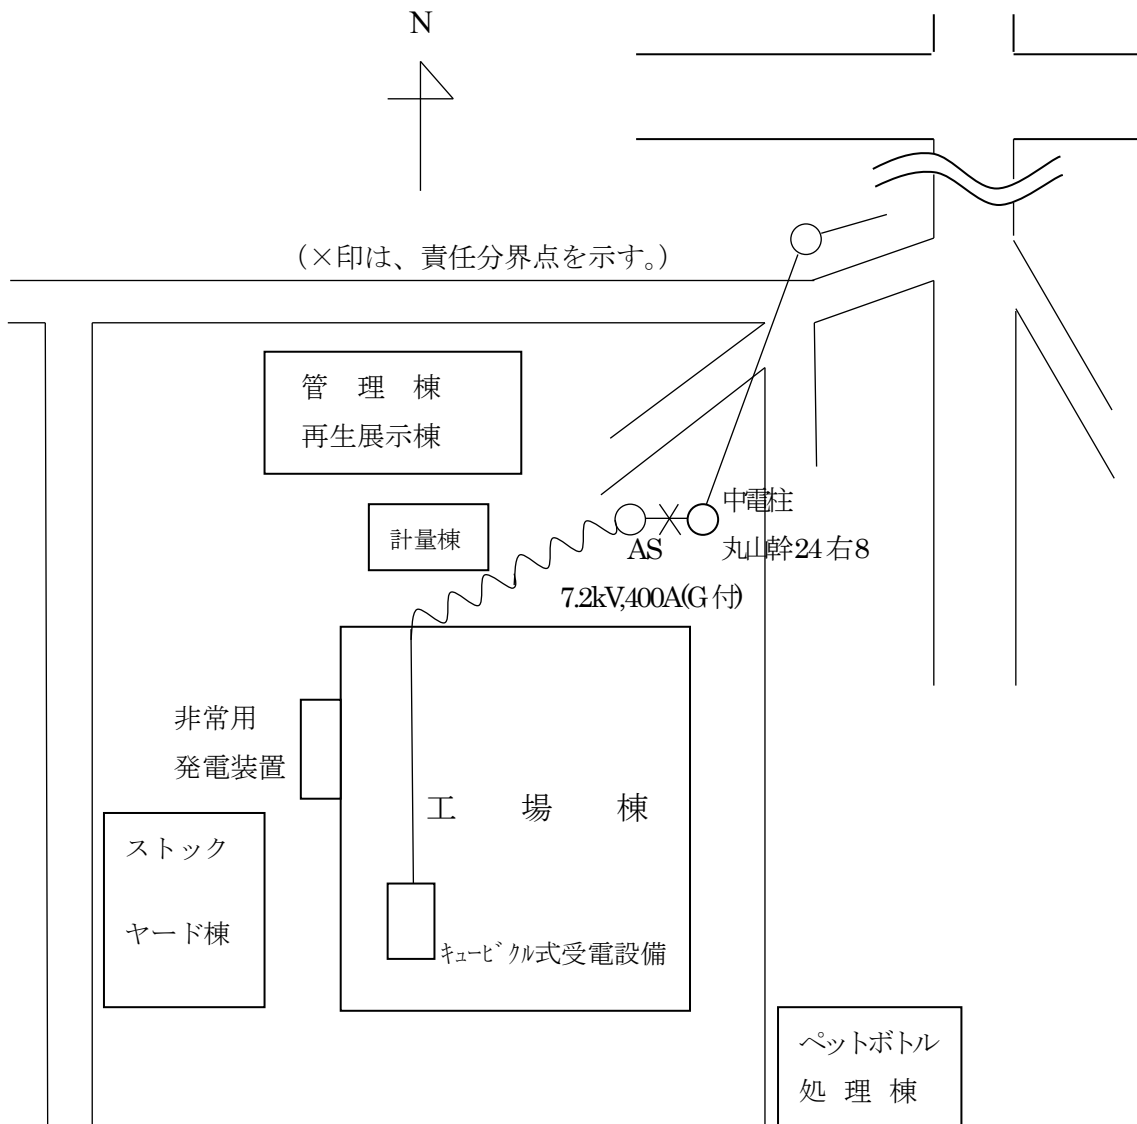 N
(×印は、責任分界点を示す。)
管　理　棟
再生展示棟
計量棟
中電柱
AS
丸山幹24右8
7.2kV,400A(G付)
非常用
発電装置
工　場　棟
ストック
ヤード棟
ｷｭｰﾋﾞｸﾙ式受電設備
ペットボトル
処　理　棟